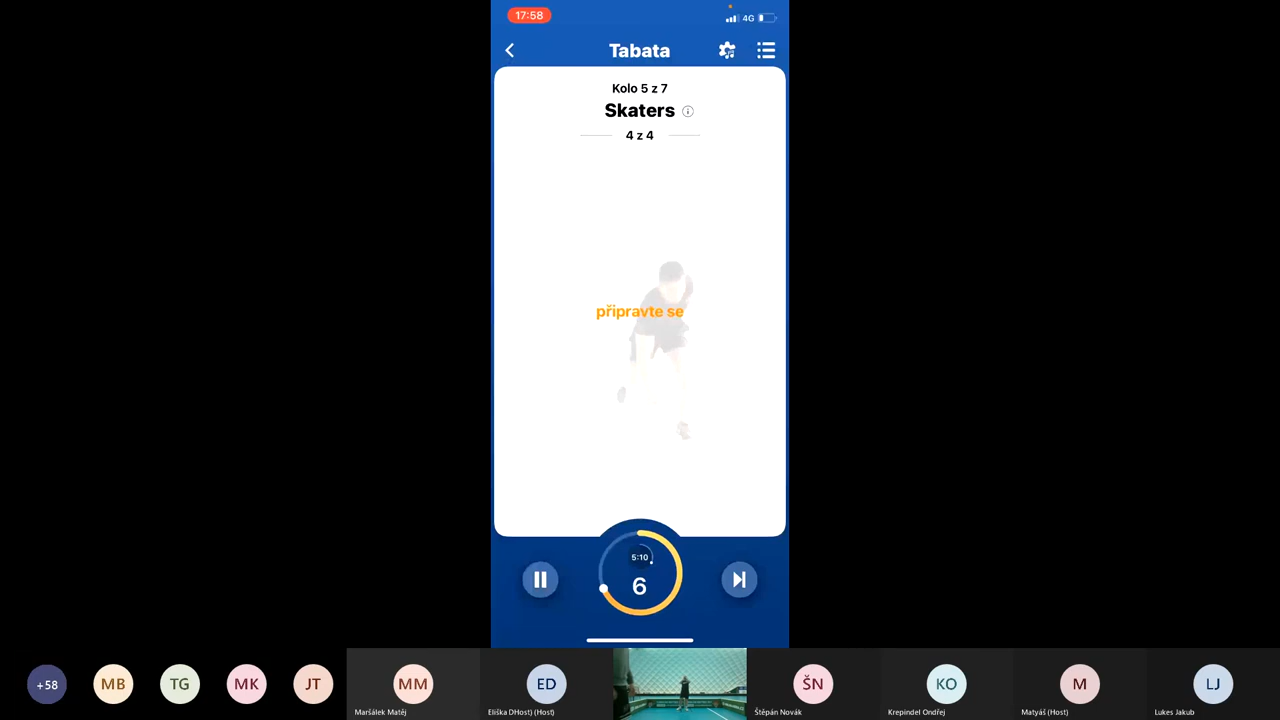 17:58
4G
Tabata
Kolo 5 z 7
Skaters
4 z 4
připravte se
5:10
6
+58
MB
TG
MK
JT
MM
ED
ŠN
KO
M
LJ
Maršálek Matěj
Eliška DHost) (Host)
Štěpán Novák
Krepindel Ondřej
Matyáš (Host)
Lukes Jakub